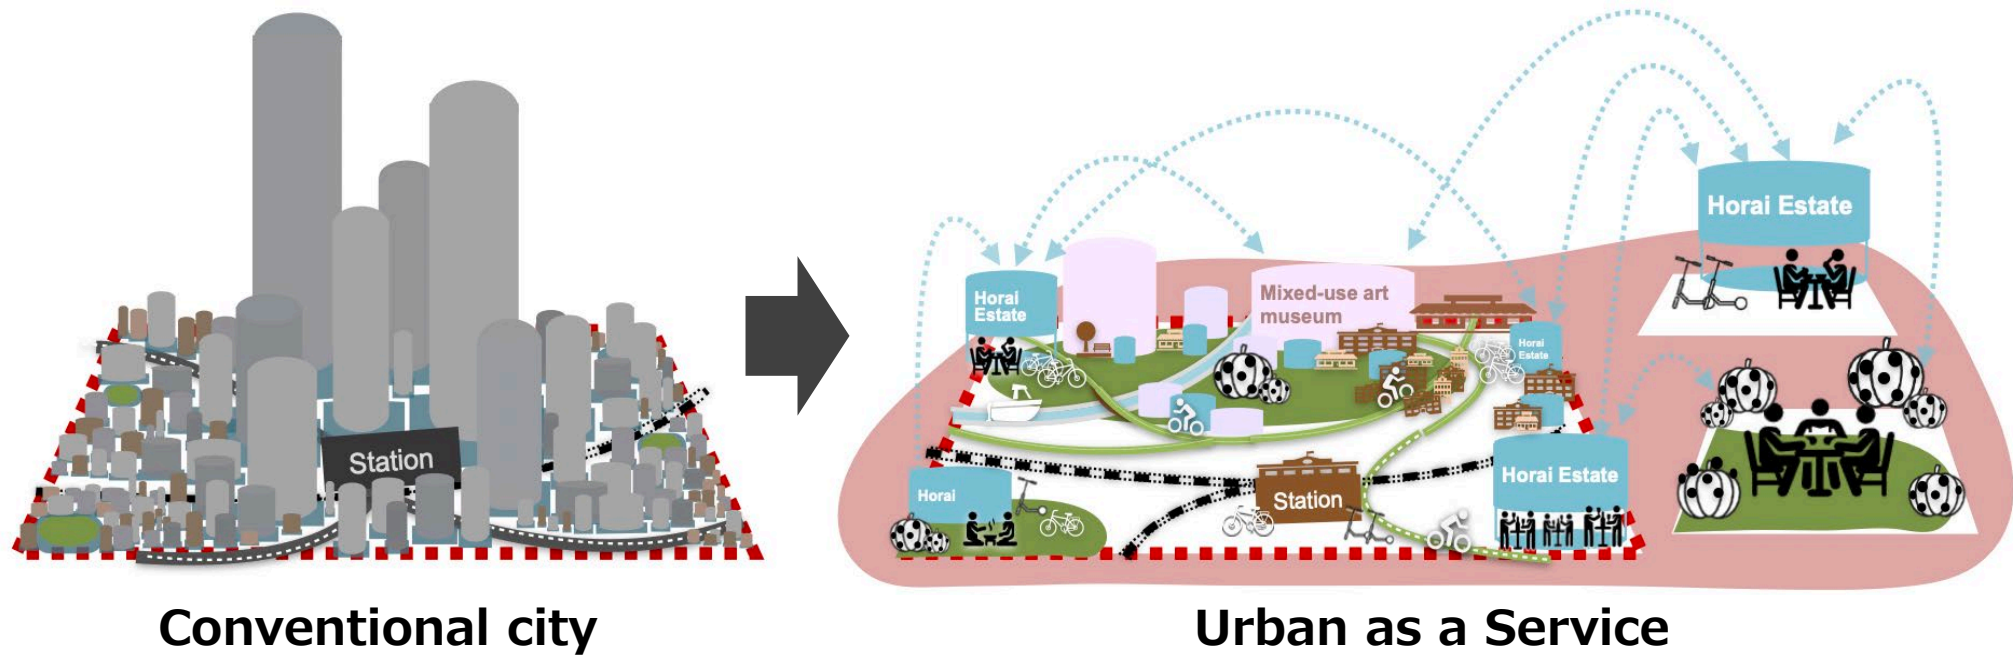 Station
Conventional city
Horai Estate
Horai
Estate
Mixed-use art
museum
Horai
Estate
Horai
Station
Horai Estate
Urban as a Service